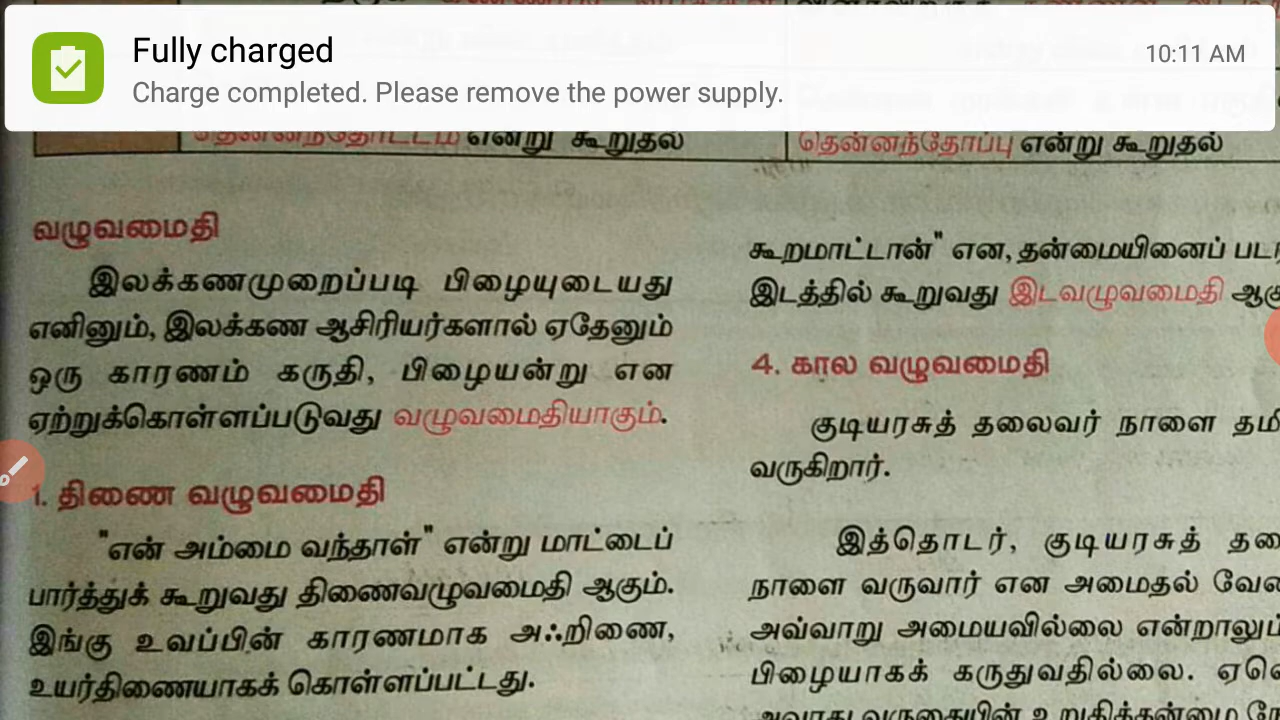 Fully charged
10:11 AM
Charge completed. Please remove the power supply.
தென்னந்தோட்டம் என்று கூறுதல்
தென்னந்தோப்பு என்று கூறுதல்
வழுவமைதி
இலக்கணமுறைப்படி பிழையுடையது
எனினும், இலக்கண ஆசிரியர்களால் ஏதேனும்
ஒரு காரணம் கருதி, பிழையன்று என
ஏற்றுக்கொள்ளப்படுவது வழுவமைதியாகும்.
1. திணை வழுவமைதி
"என் அம்மை வந்தாள்" என்று மாட்டைப்
பார்த்துக் கூறுவது திணைவழுவமைதி ஆகும்.
இங்கு உவப்பின் காரணமாக அஃறிணை,
உயர்திணையாகக் கொள்ளப்பட்டது.
கூறமாட்டான்" என, தன்மையினைப்
இடத்தில் கூறுவது இடவழுவமைதி
4. கால வழுவமைதி
குடியரசுத் தலைவர் நாளை
வருகிறார்.
இத்தொடர், குடியரசுத்
நாளை வருவார் என அமைதல்
அவ்வாறு அமையவில்லை
பிழையாகக் கருதுவதில்லை.